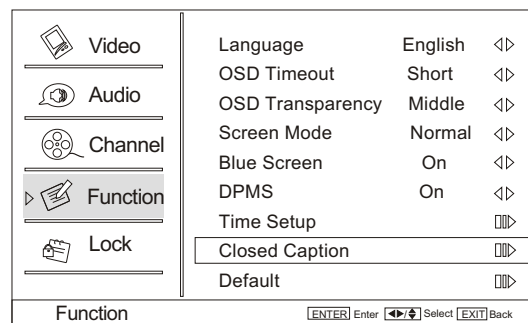 Video
Audio
Channel
Function
Lock
Language English
OSD Timeout Short
OSD Transparency Middle
Screen Mode Normal
Blue Screen On
DPMS On
Time Setup
Closed Caption
Default
Function ENTER Enter ◀▶/▲▼ Select EXIT Back